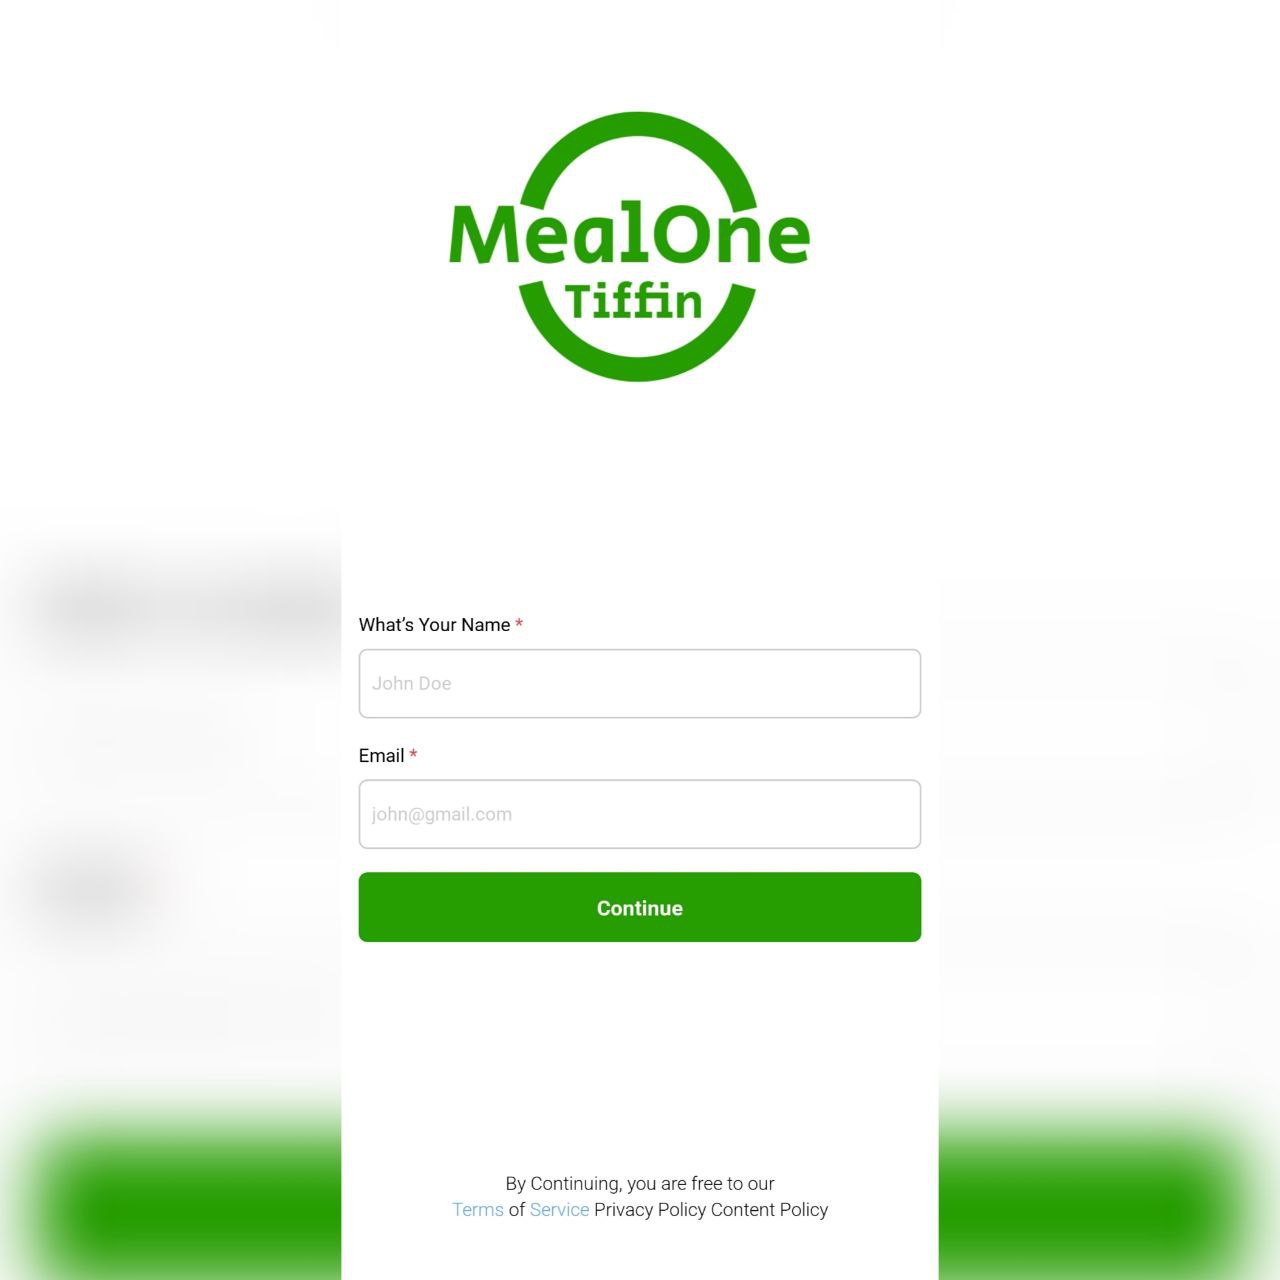 MealOne
Tiffin
What’s Your Name *
John Doe
Email *
john@gmail.com
Continue
By Continuing, you are free to our
Terms of Service Privacy Policy Content Policy